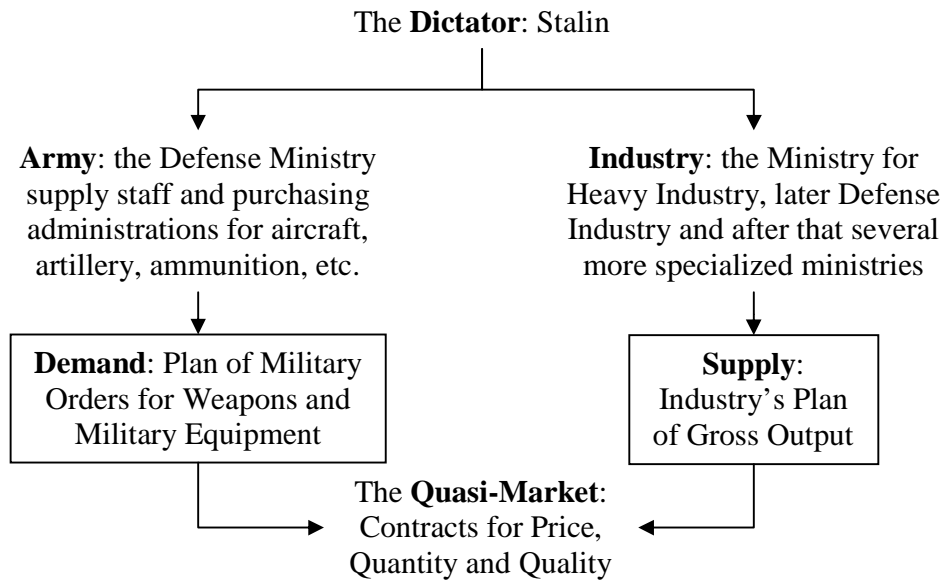 The Dictator: Stalin
Army: the Defense Ministry
supply staff and purchasing
administrations for aircraft,
artillery, ammunition, etc.
Industry: the Ministry for
Heavy Industry, later Defense
Industry and after that several
more specialized ministries
Demand: Plan of Military
Orders for Weapons and
Military Equipment
Supply:
Industry’s Plan
of Gross Output
The Quasi-Market:
Contracts for Price,
Quantity and Quality